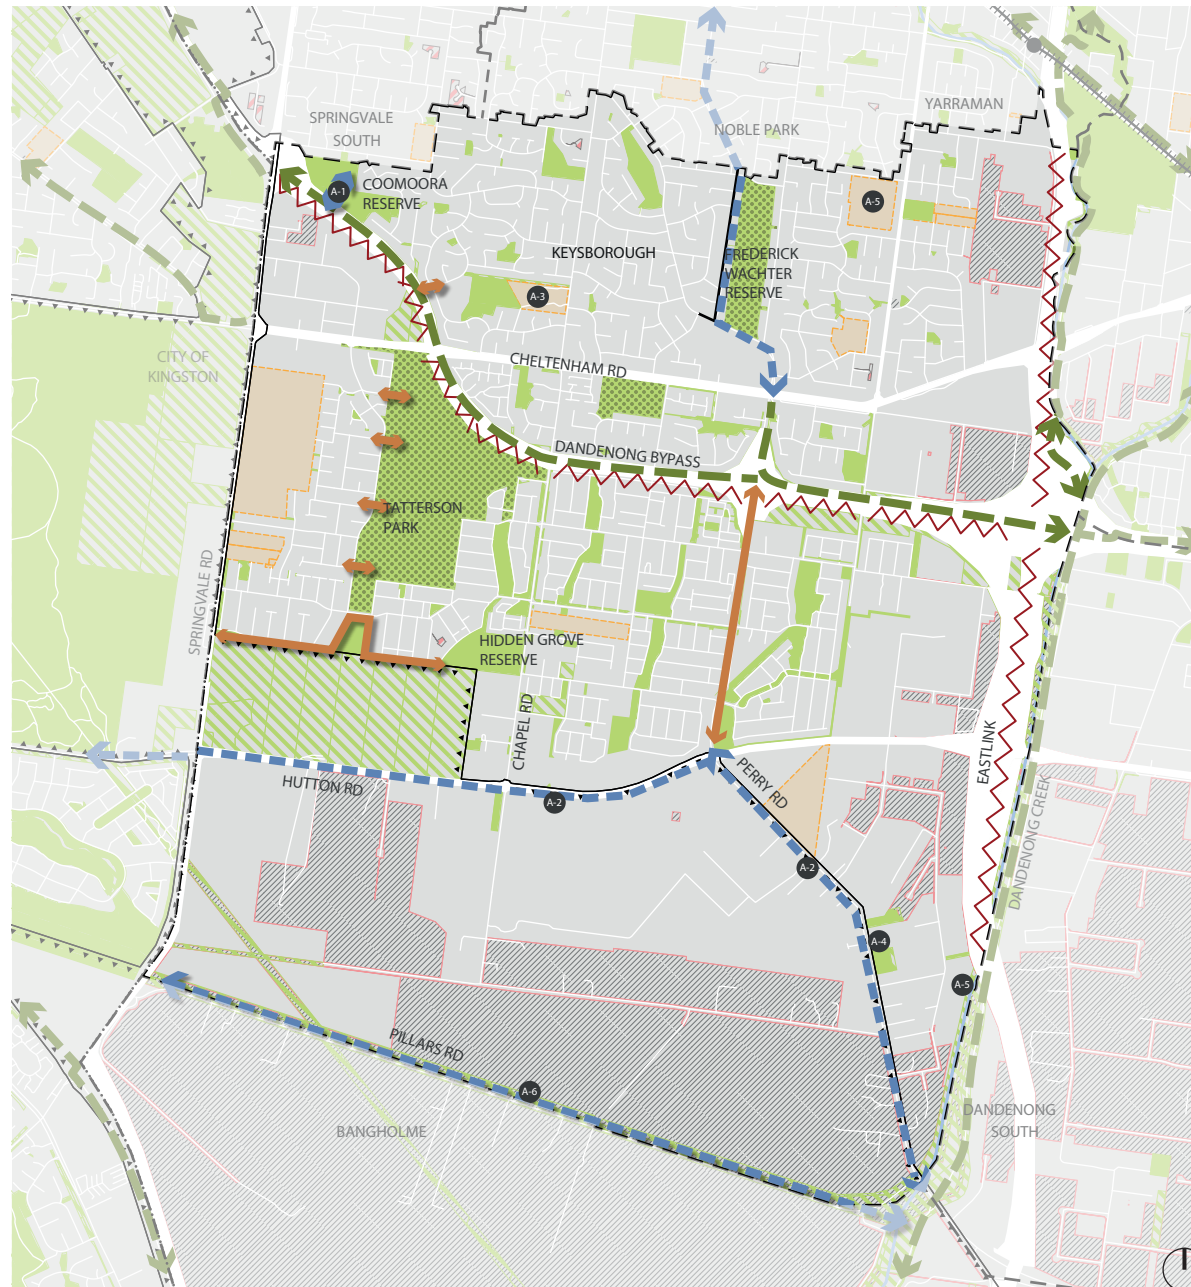 SPRINGVALE
SOUTH
NOBLE PARK
YARRAMAN
A-1
COOMOORA
RESERVE
A-5
KEYSBOROUGH
FREDERICK
WACHTER
RESERVE
A-3
CITY OF
KINGSTON
CHELTENHAM RD
DANDENONG BYPASS
TATTERSON
PARK
SPRINGVALE RD
HIDDEN GROVE
RESERVE
CHAPEL RD
EASTLINK
HUTTON RD
PERRY RD
A-2
DANDENONG CREEK
A-2
A-4
A-5
PILLARS RD
A-6
BANGHOLME
DANDENONG
SOUTH